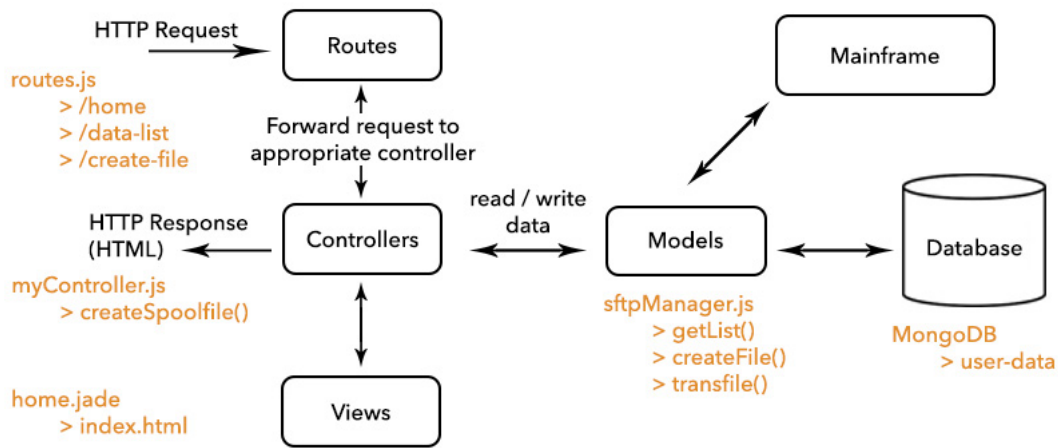 HTTP Request
Routes
Mainframe
routes.js
> /home
> /data-list
> /create-file
Forward request to
appropriate controller
read / write
data
HTTP Response
(HTML)
Controllers
Models
Database
myController.js
> createSpoolfile()
sftpManager.js
> getList()
> createFile()
> transfile()
MongoDB
> user-data
home.jade
> index.html
Views